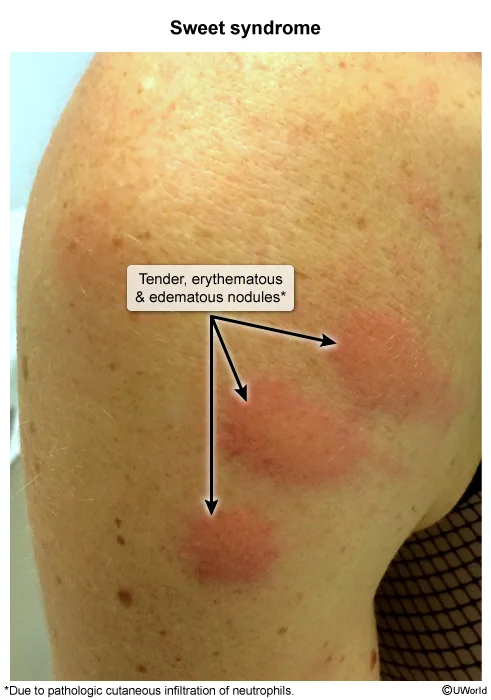 Sweet syndrome
Tender, erythematous
& edematous nodules*
*Due to pathologic cutaneous infiltration of neutrophils.
©UWorld